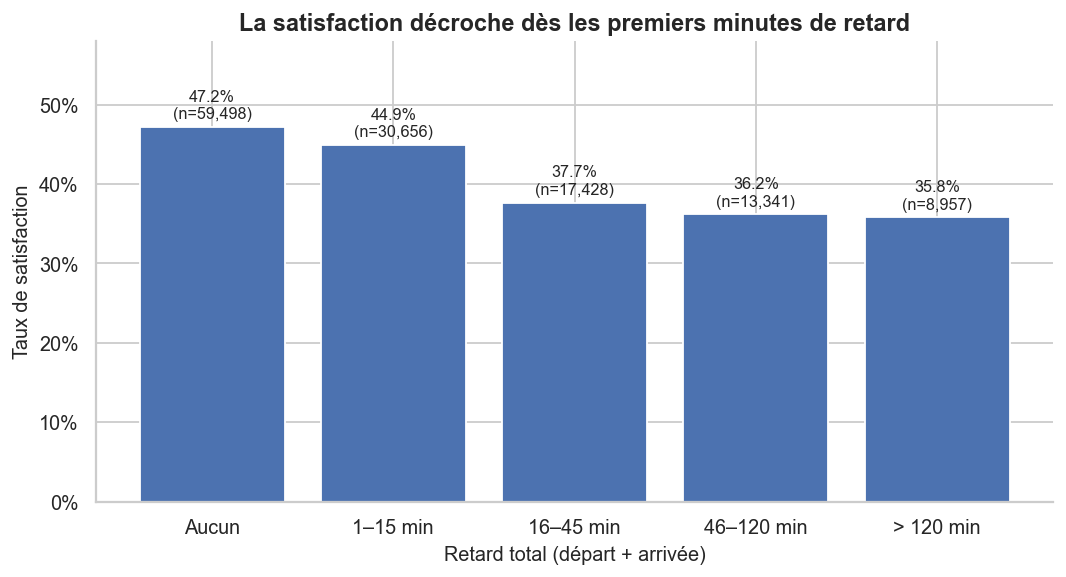 La satisfaction décroche dès les premiers minutes de retard
47.2%
(n=59,498)
44.9%
(n=30,656)
37.7%
(n=17,428)
36.2%
(n=13,341)
35.8%
(n=8,957)
50%
40%
30%
20%
10%
0%
Taux de satisfaction
Aucun
1–15 min
16–45 min
46–120 min
> 120 min
Retard total (départ + arrivée)